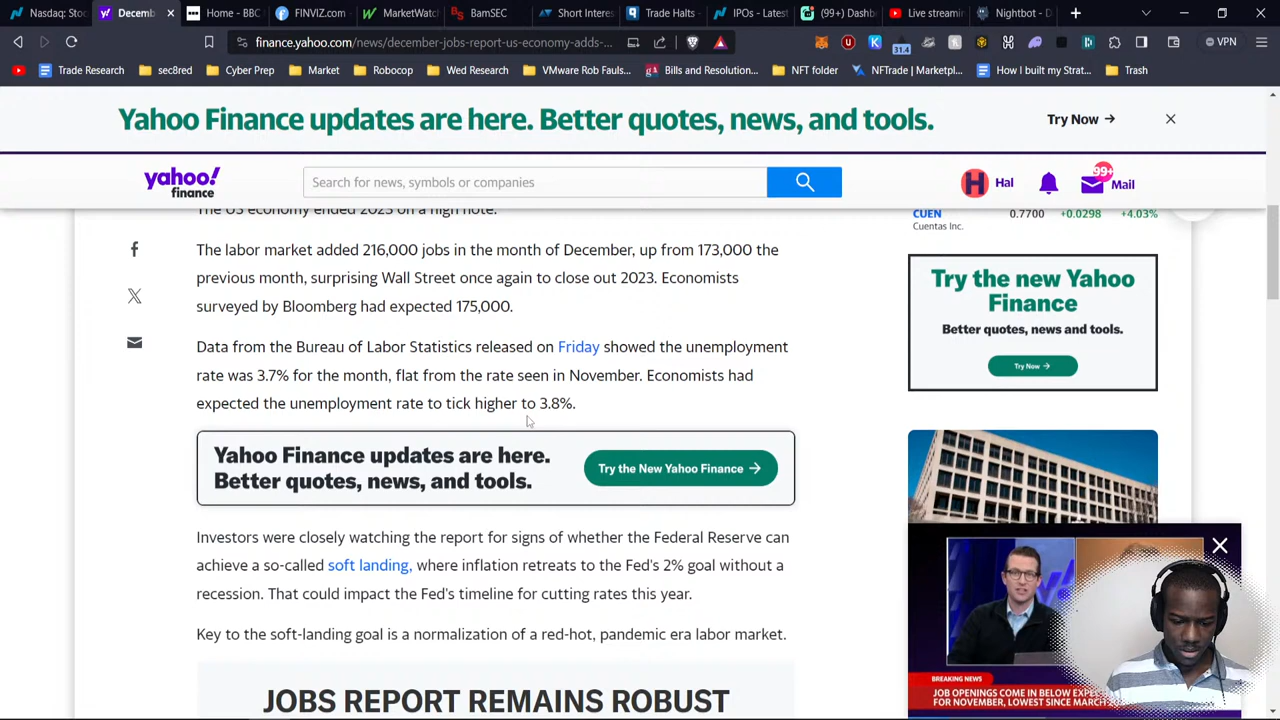 Nasdaq: Sto
Decemb
Home - BBC
FINVIZ.com
MarketWatc
BamSEC
Short Interes
Trade Halts -
IPOs - Latest
(99+) Dashb
Live streami
Nightbot - D
finance.yahoo.com/news/december-jobs-report-us-economy-adds-...
31.4
VPN
Trade Research
sec8red
Cyber Prep
Market
Robocop
Wed Research
VMware Rob Fauls...
Bills and Resolution...
NFT folder
NFTrade | Marketpl...
How I built my Strat...
Trash
Yahoo Finance updates are here. Better quotes, news, and tools.
Try Now →
yahoo!
finance
Search for news, symbols or companies
H
Hal
99+
Mail
The US economy ended 2023 on a high note.
CUEN 0.7700 +0.0298 +4.03%
Cuentas Inc.
The labor market added 216,000 jobs in the month of December, up from 173,000 the
previous month, surprising Wall Street once again to close out 2023. Economists
surveyed by Bloomberg had expected 175,000.
Data from the Bureau of Labor Statistics released on Friday showed the unemployment
rate was 3.7% for the month, flat from the rate seen in November. Economists had
expected the unemployment rate to tick higher to 3.8%.
Try the new Yahoo
Finance
Better quotes, news and tools.
Try Now →
Yahoo Finance updates are here.
Better quotes, news, and tools.
Try the New Yahoo Finance →
Investors were closely watching the report for signs of whether the Federal Reserve can
achieve a so-called soft landing, where inflation retreats to the Fed's 2% goal without a
recession. That could impact the Fed's timeline for cutting rates this year.
Key to the soft-landing goal is a normalization of a red-hot, pandemic era labor market.
JOBS REPORT REMAINS ROBUST
BREAKING NEWS
JOB OPENINGS COME IN BELOW
FOR NOVEMBER, LOWEST SINCE MARCH